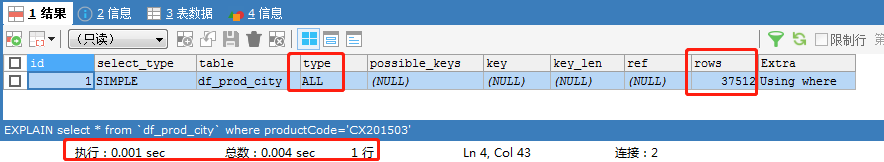 1 结果 2 信息 3 表数据 4 信息
(只读) 限制行
id select_type table type possible_keys key key_len ref rows Extra
1 SIMPLE df_prod_city ALL (NULL) (NULL) (NULL) (NULL) 37512 Using where
EXPLAIN select * from `df_prod_city` where productCode='CX201503'
执行：0.001 sec 总数：0.004 sec 1 行 Ln 4, Col 43 连接：2